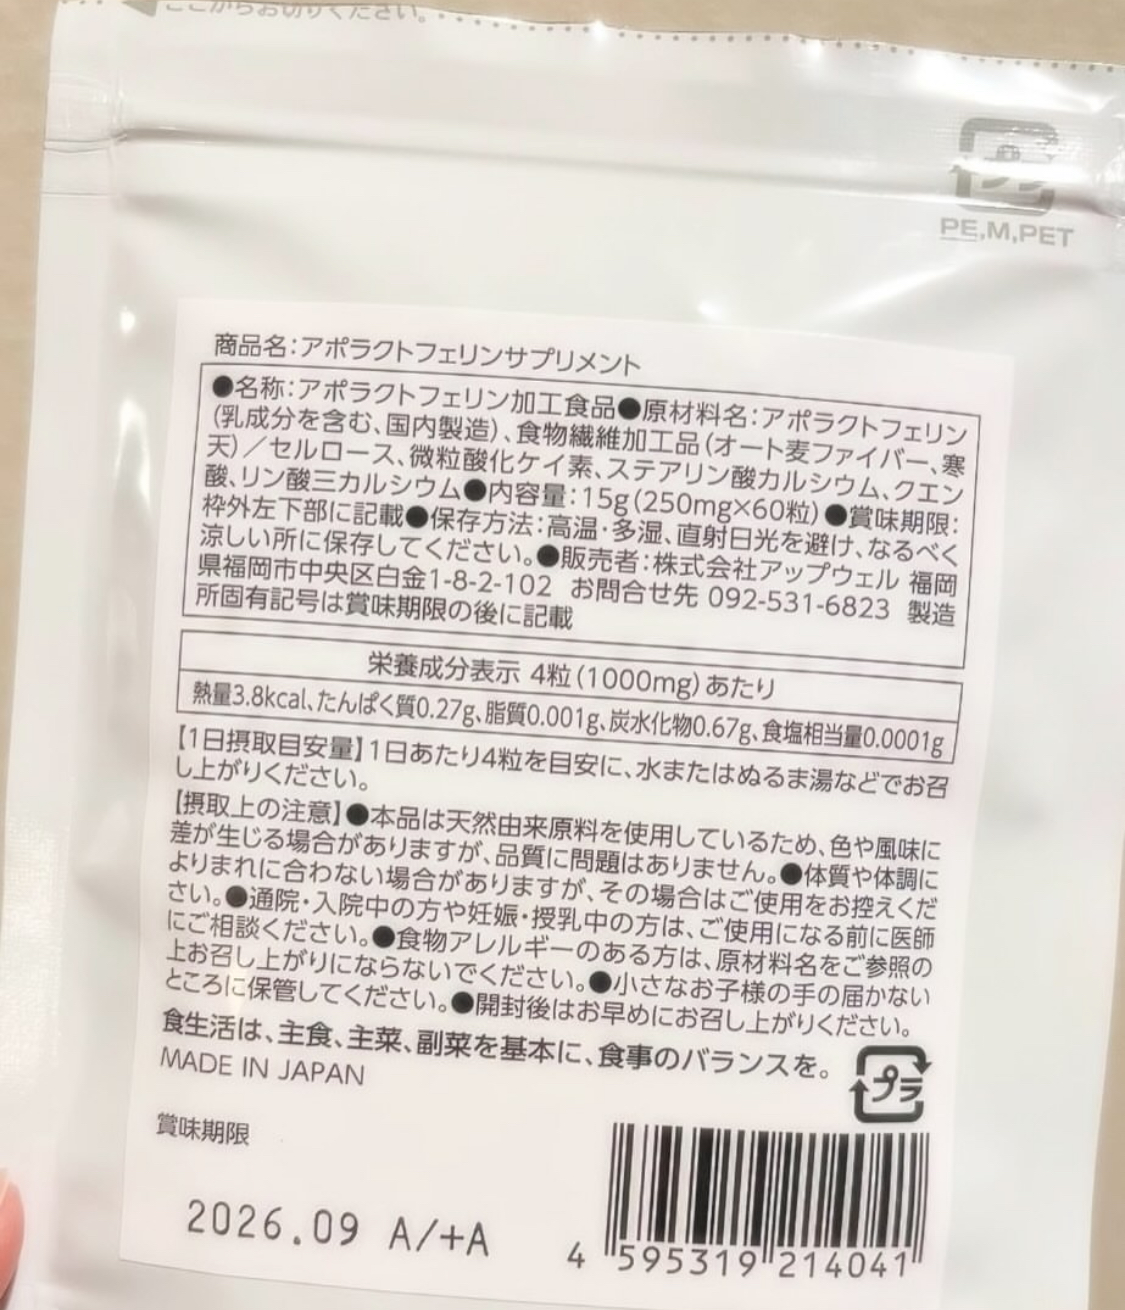 ここからお切りください。
プラ
PE,M,PET
商品名：アポラクトフェリンサプリメント
●名称：アポラクトフェリン加工食品●原材料名：アポラクトフェリン
（乳成分を含む、国内製造）、食物繊維加工品（オート麦ファイバー、寒
天）／セルロース、微粒酸化ケイ素、ステアリン酸カルシウム、クエン
酸、リン酸三カルシウム●内容量：15g（250mg×60粒）●賞味期限：
枠外左下部に記載●保存方法：高温・多湿、直射日光を避け、なるべく
涼しい所に保存してください。●販売者：株式会社アップウェル 福岡
県福岡市中央区白金1-8-2-102 お問合せ先 092-531-6823 製造
所固有記号は賞味期限の後に記載
栄養成分表示 4粒（1000mg）あたり
熱量3.8kcal、たんぱく質0.27g、脂質0.001g、炭水化物0.67g、食塩相当量0.0001g
【1日摂取目安量】1日あたり4粒を目安に、水またはぬるま湯などでお召
し上がりください。
【摂取上の注意】●本品は天然由来原料を使用しているため、色や風味に
差が生じる場合がありますが、品質に問題はありません。●体質や体調に
よりまれに合わない場合がありますが、その場合はご使用をお控えくだ
さい。●通院・入院中の方や妊娠・授乳中の方は、ご使用になる前に医師
にご相談ください。●食物アレルギーのある方は、原材料名をご参照の
上お召し上がりにならないでください。●小さなお子様の手の届かない
ところに保管してください。●開封後はお早めにお召し上がりください。
食生活は、主食、主菜、副菜を基本に、食事のバランスを。
MADE IN JAPAN
プラ
賞味期限
2026.09 A/+A
4 595319 214041